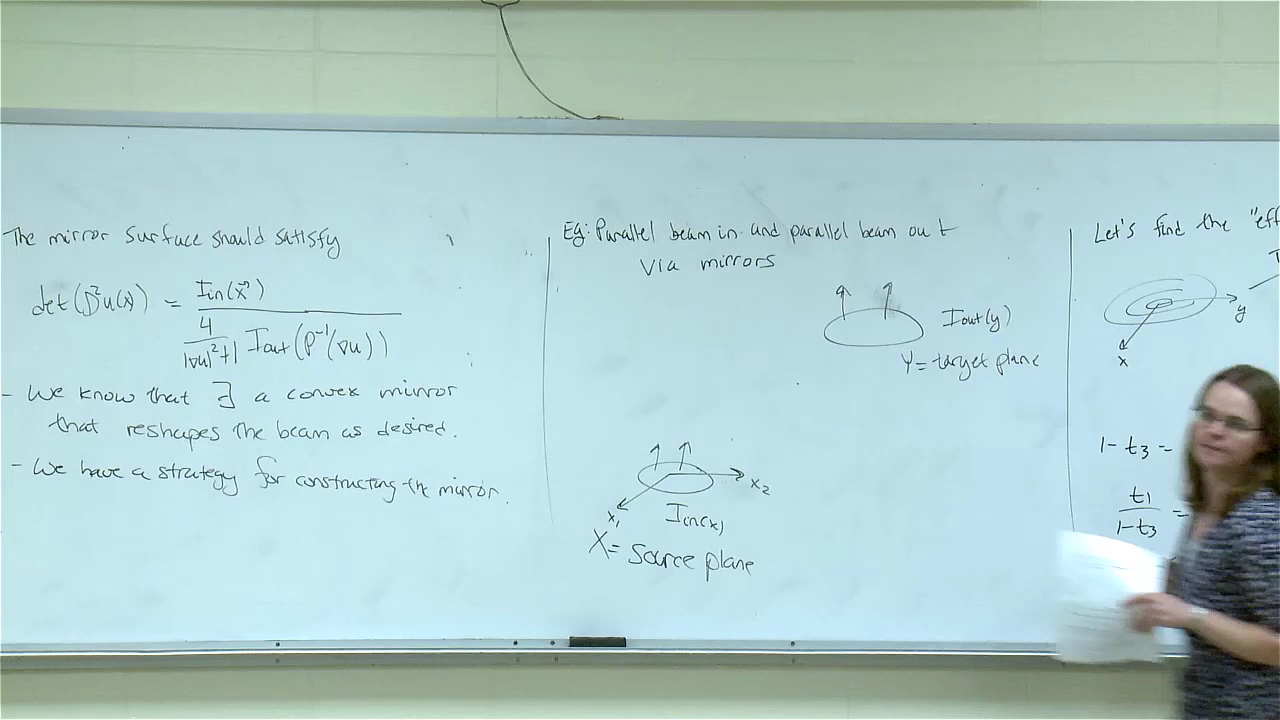 The mirror surface should satisfy
det(D²u(x)) = Iin(x⃗) / (4/(|∇u|²+1) Iout(P⁻¹(∇u)))
- We know that ∃ a convex mirror
that reshapes the beam as desired.
- We have a strategy for constructing the mirror.
Eg: Parallel beam in and parallel beam out
via mirrors
Iout(y)
Y = target plane
x₂
x₁
Iin(x)
X = source plane
Let's find the "eff
y
x
1-t₃ =
t₁/(1-t₃) =